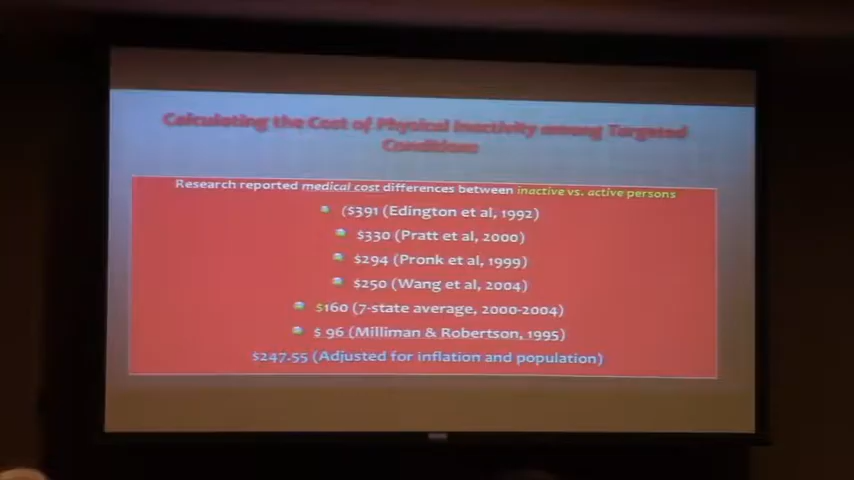 Calculating the Cost of Physical Inactivity among Targeted
Conditions
Research reported medical cost differences between inactive vs. active persons
($391 (Edington et al, 1992)
$330 (Pratt et al, 2000)
$294 (Pronk et al, 1999)
$250 (Wang et al, 2004)
$160 (7-state average, 2000-2004)
$ 96 (Milliman & Robertson, 1995)
$247.55 (Adjusted for inflation and population)